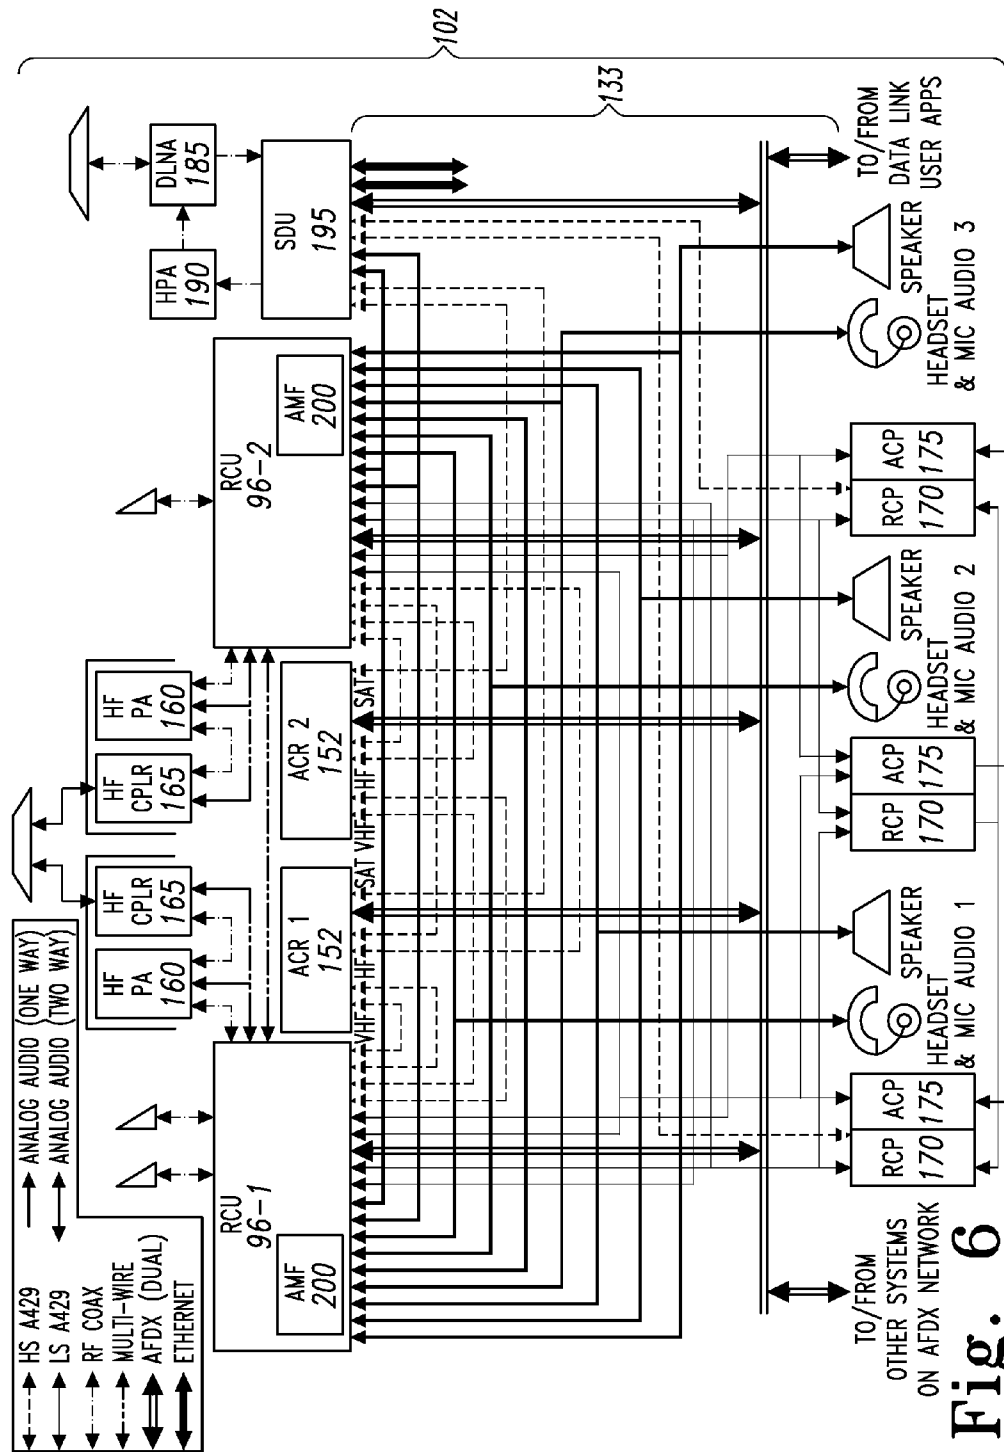 HS A429
LS A429
RF COAX
MULTI-WIRE
AFDX (DUAL)
ETHERNET
ANALOG AUDIO (ONE WAY)
ANALOG AUDIO (TWO WAY)
HF
PA
160
HF
CPLR
165
HF
CPLR
165
HF
PA
160
HPA
190
DLNA
185
102
RCU
96-1
AMF
200
ACR 1
152
ACR 2
152
RCU
96-2
AMF
200
SDU
195
VHF
HF
SAT
VHF
HF
SAT
133
TO/FROM
OTHER SYSTEMS
ON AFDX NETWORK
RCP
170
ACP
175
HEADSET
& MIC AUDIO 1
SPEAKER
RCP
170
ACP
175
HEADSET
& MIC AUDIO 2
SPEAKER
RCP
170
ACP
175
HEADSET
& MIC AUDIO 3
SPEAKER
TO/FROM
DATA LINK
USER APPS
Fig. 6